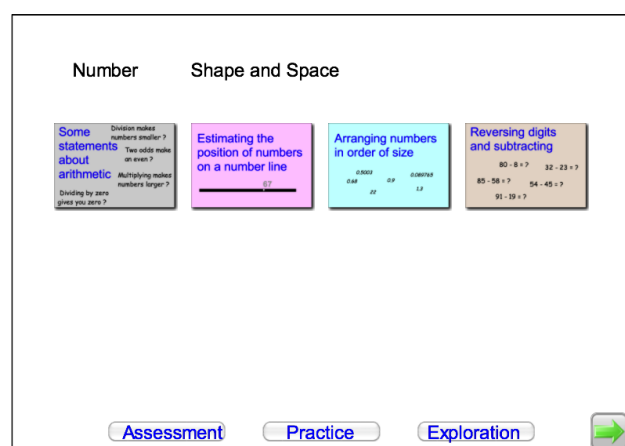 Number
Shape and Space
Some
statements
about
arithmetic
Division makes
numbers smaller ?
Two odds make
an even ?
Multiplying makes
numbers larger ?
Dividing by zero
gives you zero ?
Estimating the
position of numbers
on a number line
67
Arranging numbers
in order of size
0.5003
0.089765
0.68
0.9
22
1.3
Reversing digits
and subtracting
80 - 8 = ?
32 - 23 = ?
85 - 58 = ?
54 - 45 = ?
91 - 19 = ?
Assessment
Practice
Exploration